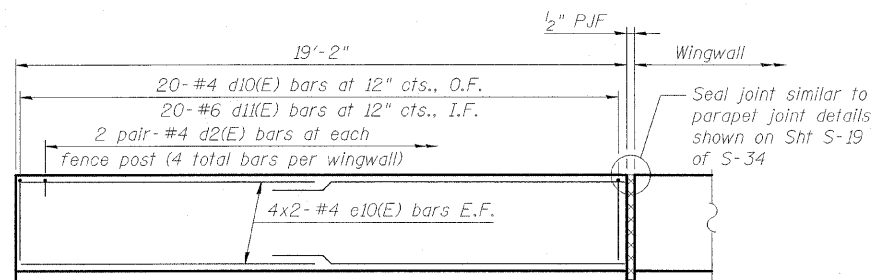 ½" PJF
19'-2"
Wingwall
20-#4 d10(E) bars at 12" cts., O.F.
20-#6 d11(E) bars at 12" cts., I.F.
2 pair-#4 d2(E) bars at each
fence post (4 total bars per wingwall)
Seal joint similar to
parapet joint details
shown on Sht S-19
of S-34
4x2-#4 e10(E) bars E.F.